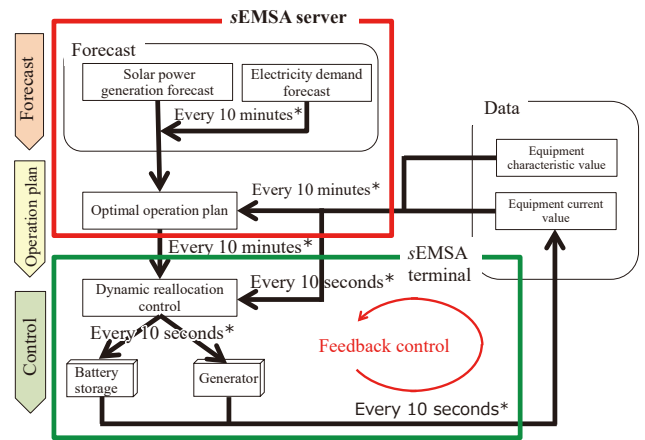 sEMSA server
Forecast
Solar power
generation forecast
Electricity demand
forecast
Every 10 minutes*
Forecast
Data
Equipment
characteristic value
Equipment current
value
Every 10 minutes*
Optimal operation plan
Operation plan
Every 10 minutes*
sEMSA
terminal
Every 10 seconds*
Dynamic reallocation
control
Every 10 seconds*
Feedback control
Control
Battery
storage
Generator
Every 10 seconds*